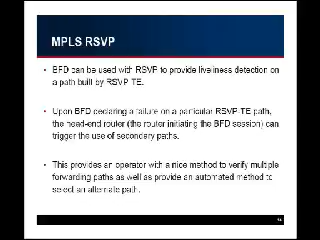 MPLS RSVP
• BFD can be used with RSVP to provide liveliness detection on
a path built by RSVP-TE.
• Upon BFD declaring a failure on a particular RSVP-TE path,
the head-end router (the router initiating the BFD session) can
trigger the use of secondary paths.
• This provides an operator with a nice method to verify multiple
forwarding paths as well as provide an automated method to
select an alternate path.